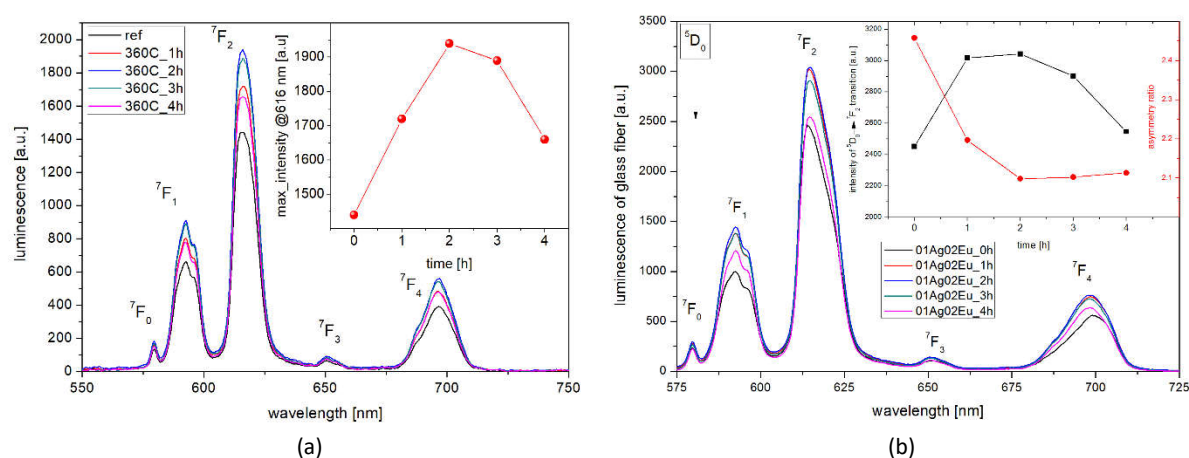 ref
360C_1h
360C_2h
360C_3h
360C_4h
⁷F₀
⁷F₁
⁷F₂
⁷F₃
⁷F₄
luminescence [a.u]
2000
1800
1600
1400
1200
1000
800
600
400
200
0
550
600
650
700
750
wavelength [nm]
max_intensity @616 nm [a.u]
1900
1800
1700
1600
1500
0
1
2
3
4
time [h]
(a)
⁵D₀
⁷F₀
⁷F₁
⁷F₂
⁷F₃
⁷F₄
luminescence of glass fiber [a.u.]
3500
3000
2500
2000
1500
1250
1000
750
500
250
0
575
600
625
650
675
700
725
wavelength [nm]
intensity of ⁵D₀ ► ⁷F₂ transition [a.u]
3200
3000
2800
2600
2400
2200
2000
asymmetry ratio
2.4
2.3
2.2
2.1
0
1
2
3
4
time [h]
01Ag02Eu_0h
01Ag02Eu_1h
01Ag02Eu_2h
01Ag02Eu_3h
01Ag02Eu_4h
(b)